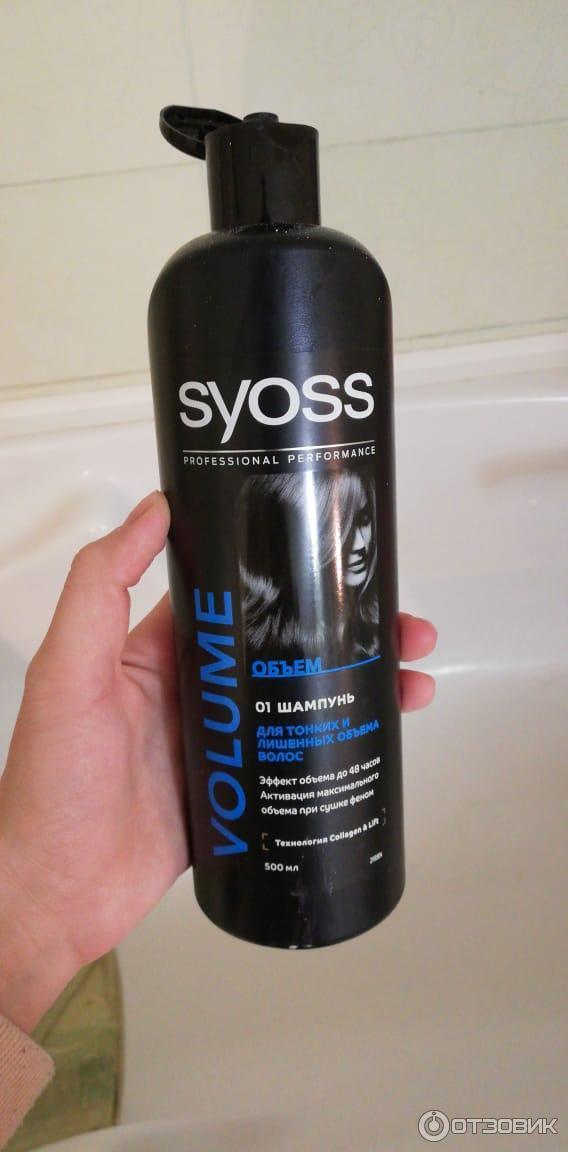 syoss
PROFESSIONAL PERFORMANCE
VOLUME
ОБЪЕМ
01 ШАМПУНЬ
ДЛЯ ТОНКИХ И
ЛИШЕННЫХ ОБЪЕМА
ВОЛОС
Эффект объема до 48 часов
Активация максимального
объема при сушке феном
Технология Collagen & Lift
500 мл
ОТЗОВИК